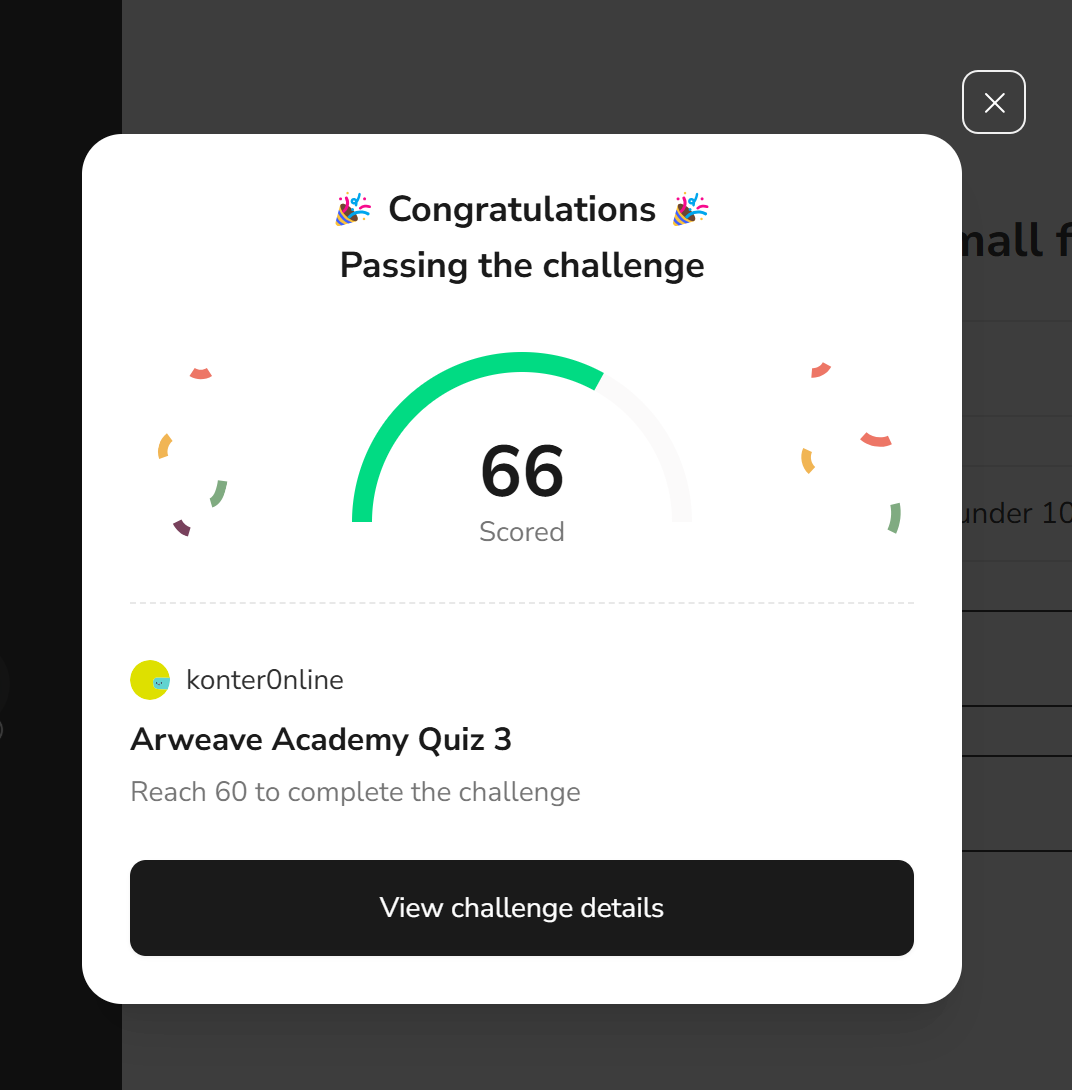 🎉 Congratulations 🎉
Passing the challenge
66
Scored
konter0nline
Arweave Academy Quiz 3
Reach 60 to complete the challenge
View challenge details
under 10